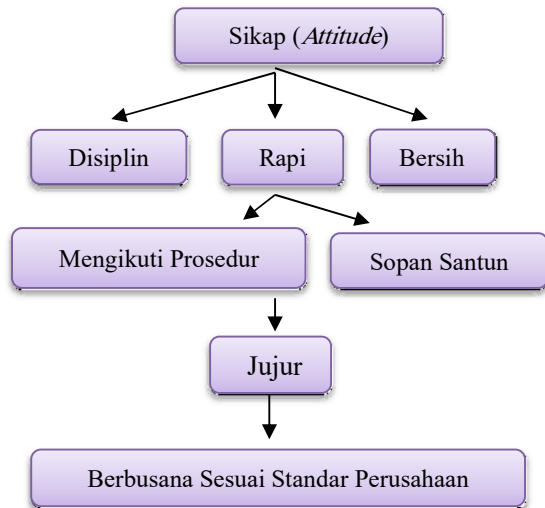 Sikap (Attitude)
Disiplin
Rapi
Bersih
Mengikuti Prosedur
Sopan Santun
Jujur
Berbusana Sesuai Standar Perusahaan